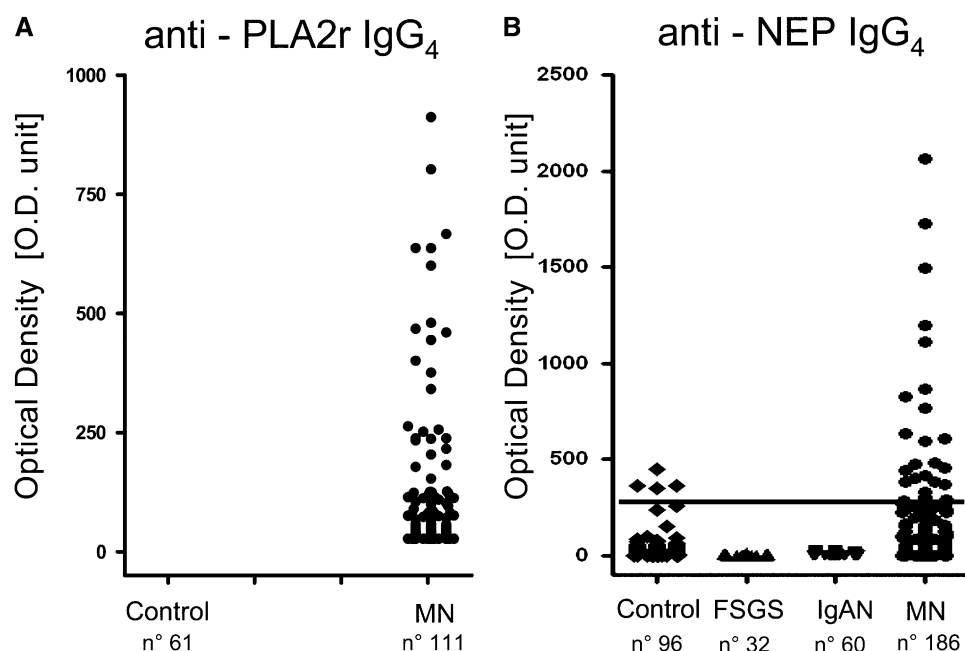 A
anti - PLA2r IgG4
Optical Density [O.D. unit]
1000
750
500
250
0
Control
n° 61
MN
n° 111
B
anti - NEP IgG4
Optical Density [O.D. unit]
2500
2000
1500
1000
500
0
Control
n° 96
FSGS
n° 32
IgAN
n° 60
MN
n° 186